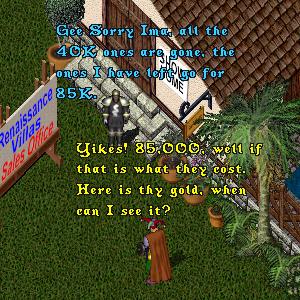 Gee Sorry Ima, all the
40K ones are gone, the
ones I have left go for
85K.
Yikes! 85,000, well if
that is what they cost.
Here is thy gold, when
can I see it?
Renaissance
Villas
Sales Office